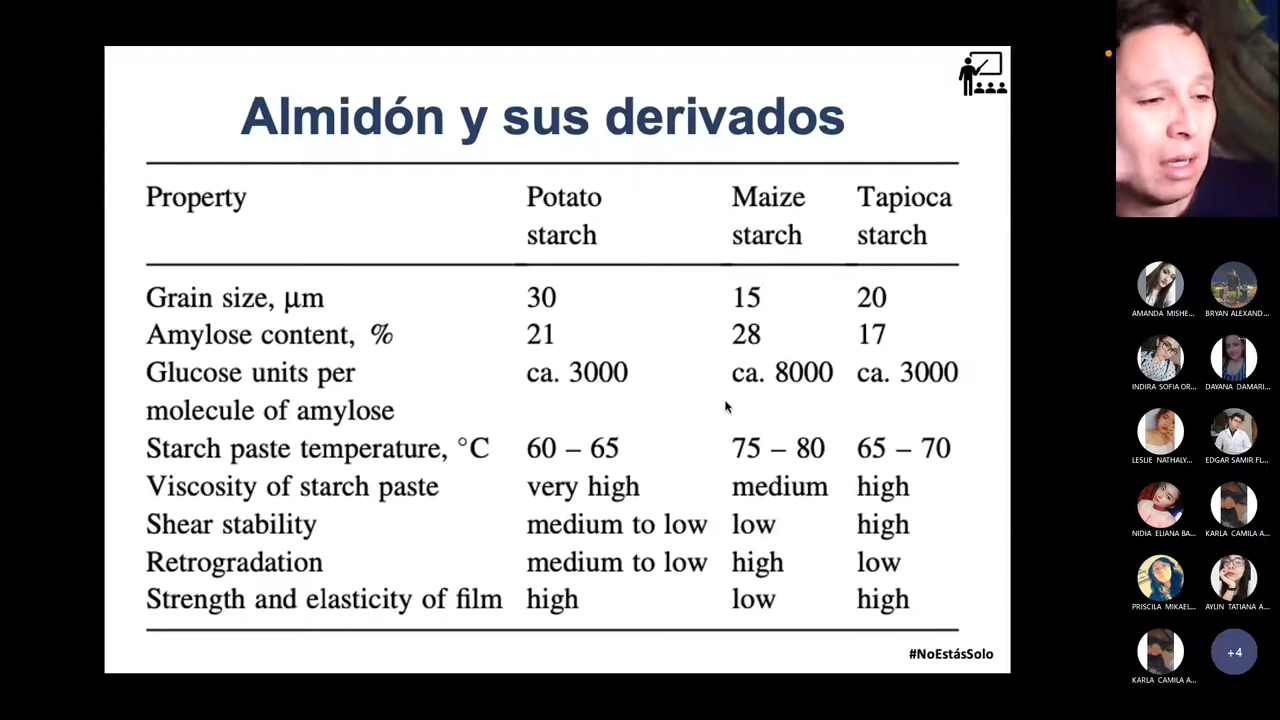 Almidón y sus derivados
Property Potato starch Maize starch Tapioca starch
Grain size, μm 30 15 20
Amylose content, % 21 28 17
Glucose units per molecule of amylose ca. 3000 ca. 8000 ca. 3000
Starch paste temperature, °C 60 – 65 75 – 80 65 – 70
Viscosity of starch paste very high medium high
Shear stability medium to low low high
Retrogradation medium to low high low
Strength and elasticity of film high low high
#NoEstásSolo
AMANDA MISHE... BRYAN ALEXAND...
INDIRA SOFIA OR... DAYANA DAMARI...
LESLIE NATHALY... EDGAR SAMIR FL...
NIDIA ELIANA BA... KARLA CAMILA A...
PRISCILA MIKAEL... AYLIN TATIANA A...
KARLA CAMILA A... +4